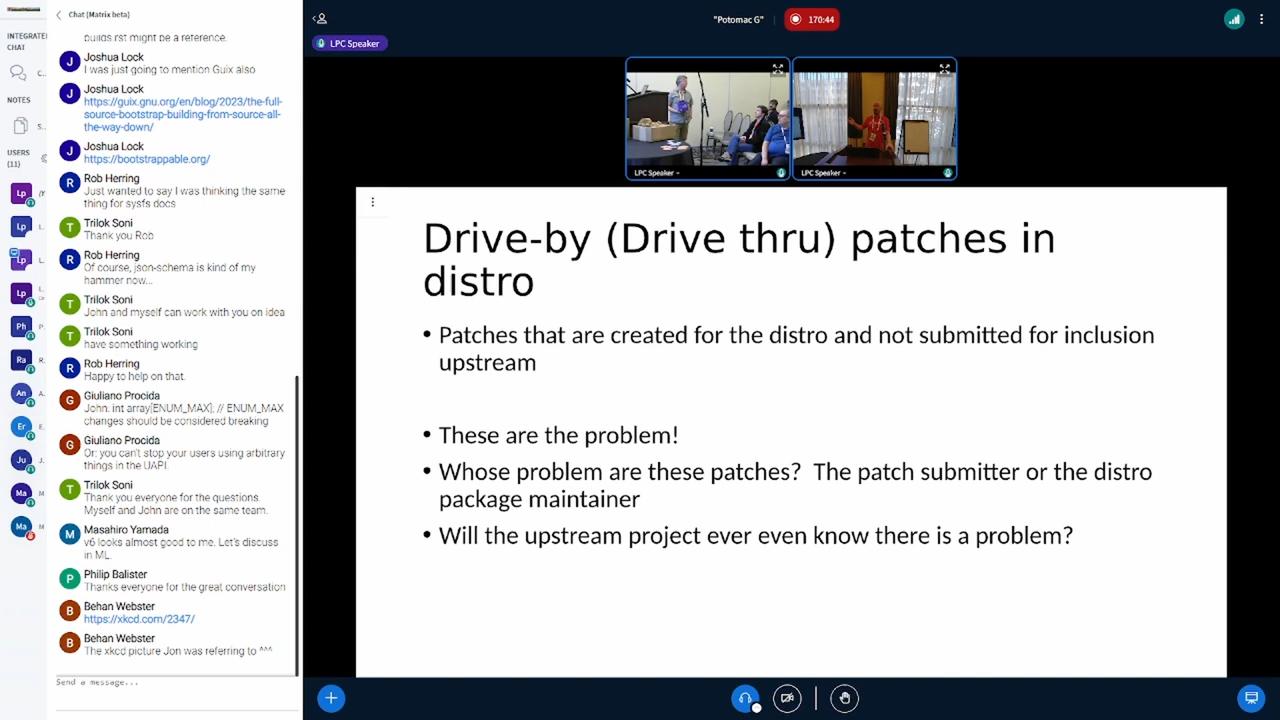 INTEGRATE
CHAT
C..
NOTES
S..
USERS
(11)
Chat (Matrix beta)
builds rst might be a reference.
Joshua Lock
I was just going to mention Guix also
Joshua Lock
https://guix.gnu.org/en/blog/2023/the-full-
source-bootstrap-building-from-source-all-
the-way-down/
Joshua Lock
https://bootstrappable.org/
Rob Herring
Just wanted to say I was thinking the same
thing for sysfs docs
Trilok Soni
Thank you Rob
Rob Herring
Of course, json-schema is kind of my
hammer now...
Trilok Soni
John and myself can work with you on idea
Trilok Soni
have something working
Rob Herring
Happy to help on that.
Giuliano Procida
John: int array[ENUM_MAX]; // ENUM_MAX
changes should be considered breaking
Giuliano Procida
Or: you can't stop your users using arbitrary
things in the UAPI.
Trilok Soni
Thank you everyone for the questions.
Myself and John are on the same team.
Masahiro Yamada
v6 looks almost good to me. Let's discuss
in ML.
Philip Balister
Thanks everyone for the great conversation
Behan Webster
https://xkcd.com/2347/
Behan Webster
The xkcd picture Jon was referring to ^^^
Send a message...
"Potomac G"
170:44
LPC Speaker
LPC Speaker
LPC Speaker
Drive-by (Drive thru) patches in
distro
• Patches that are created for the distro and not submitted for inclusion
upstream
• These are the problem!
• Whose problem are these patches? The patch submitter or the distro
package maintainer
• Will the upstream project ever even know there is a problem?